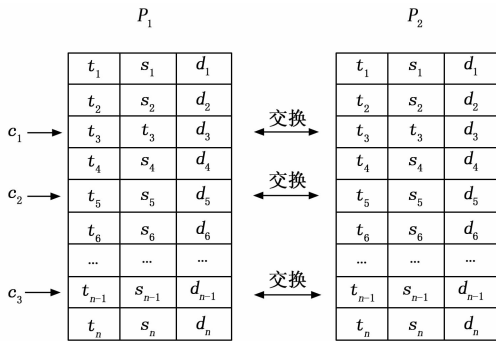 P₁ P₂
t₁ s₁ d₁ t₁ s₁ d₁
t₂ s₂ d₂ t₂ s₂ d₂
c₁ t₃ t₃ d₃ 交换 t₃ t₃ d₃
t₄ s₄ d₄ t₄ s₄ d₄
c₂ t₅ s₅ d₅ 交换 t₅ s₅ d₅
t₆ s₆ d₆ t₆ s₆ d₆
... ... ... ... ... ...
c₃ tₙ₋₁ sₙ₋₁ dₙ₋₁ 交换 tₙ₋₁ sₙ₋₁ dₙ₋₁
tₙ sₙ dₙ tₙ sₙ dₙ